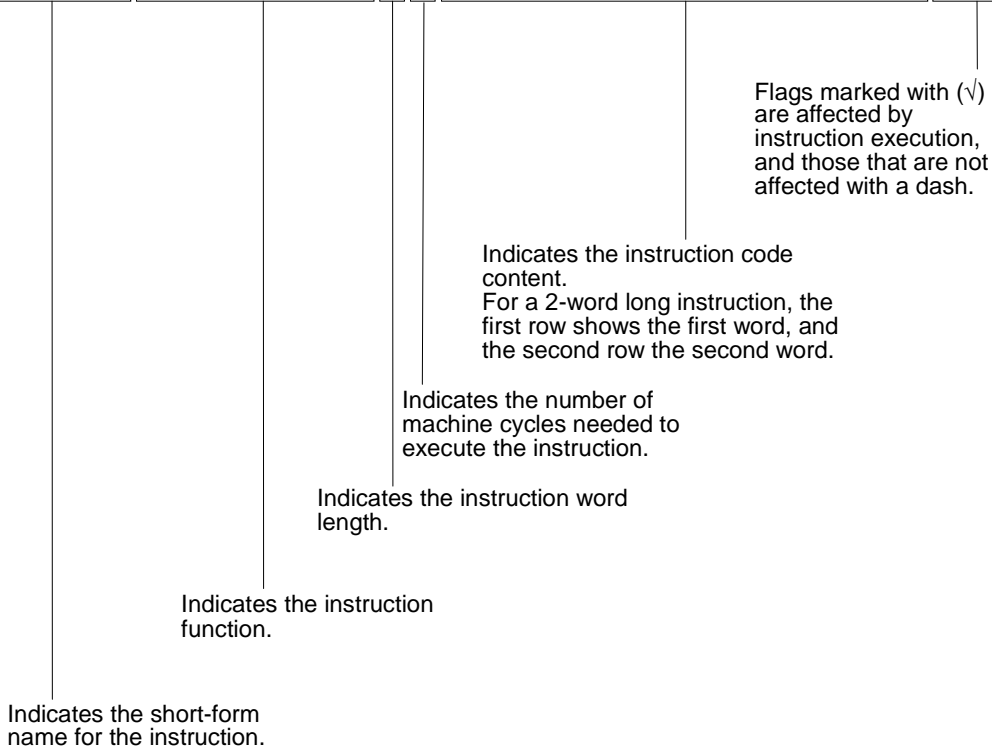 Flags marked with (√)
are affected by
instruction execution,
and those that are not
affected with a dash.
Indicates the instruction code
content.
For a 2-word long instruction, the
first row shows the first word, and
the second row the second word.
Indicates the number of
machine cycles needed to
execute the instruction.
Indicates the instruction word
length.
Indicates the instruction
function.
Indicates the short-form
name for the instruction.